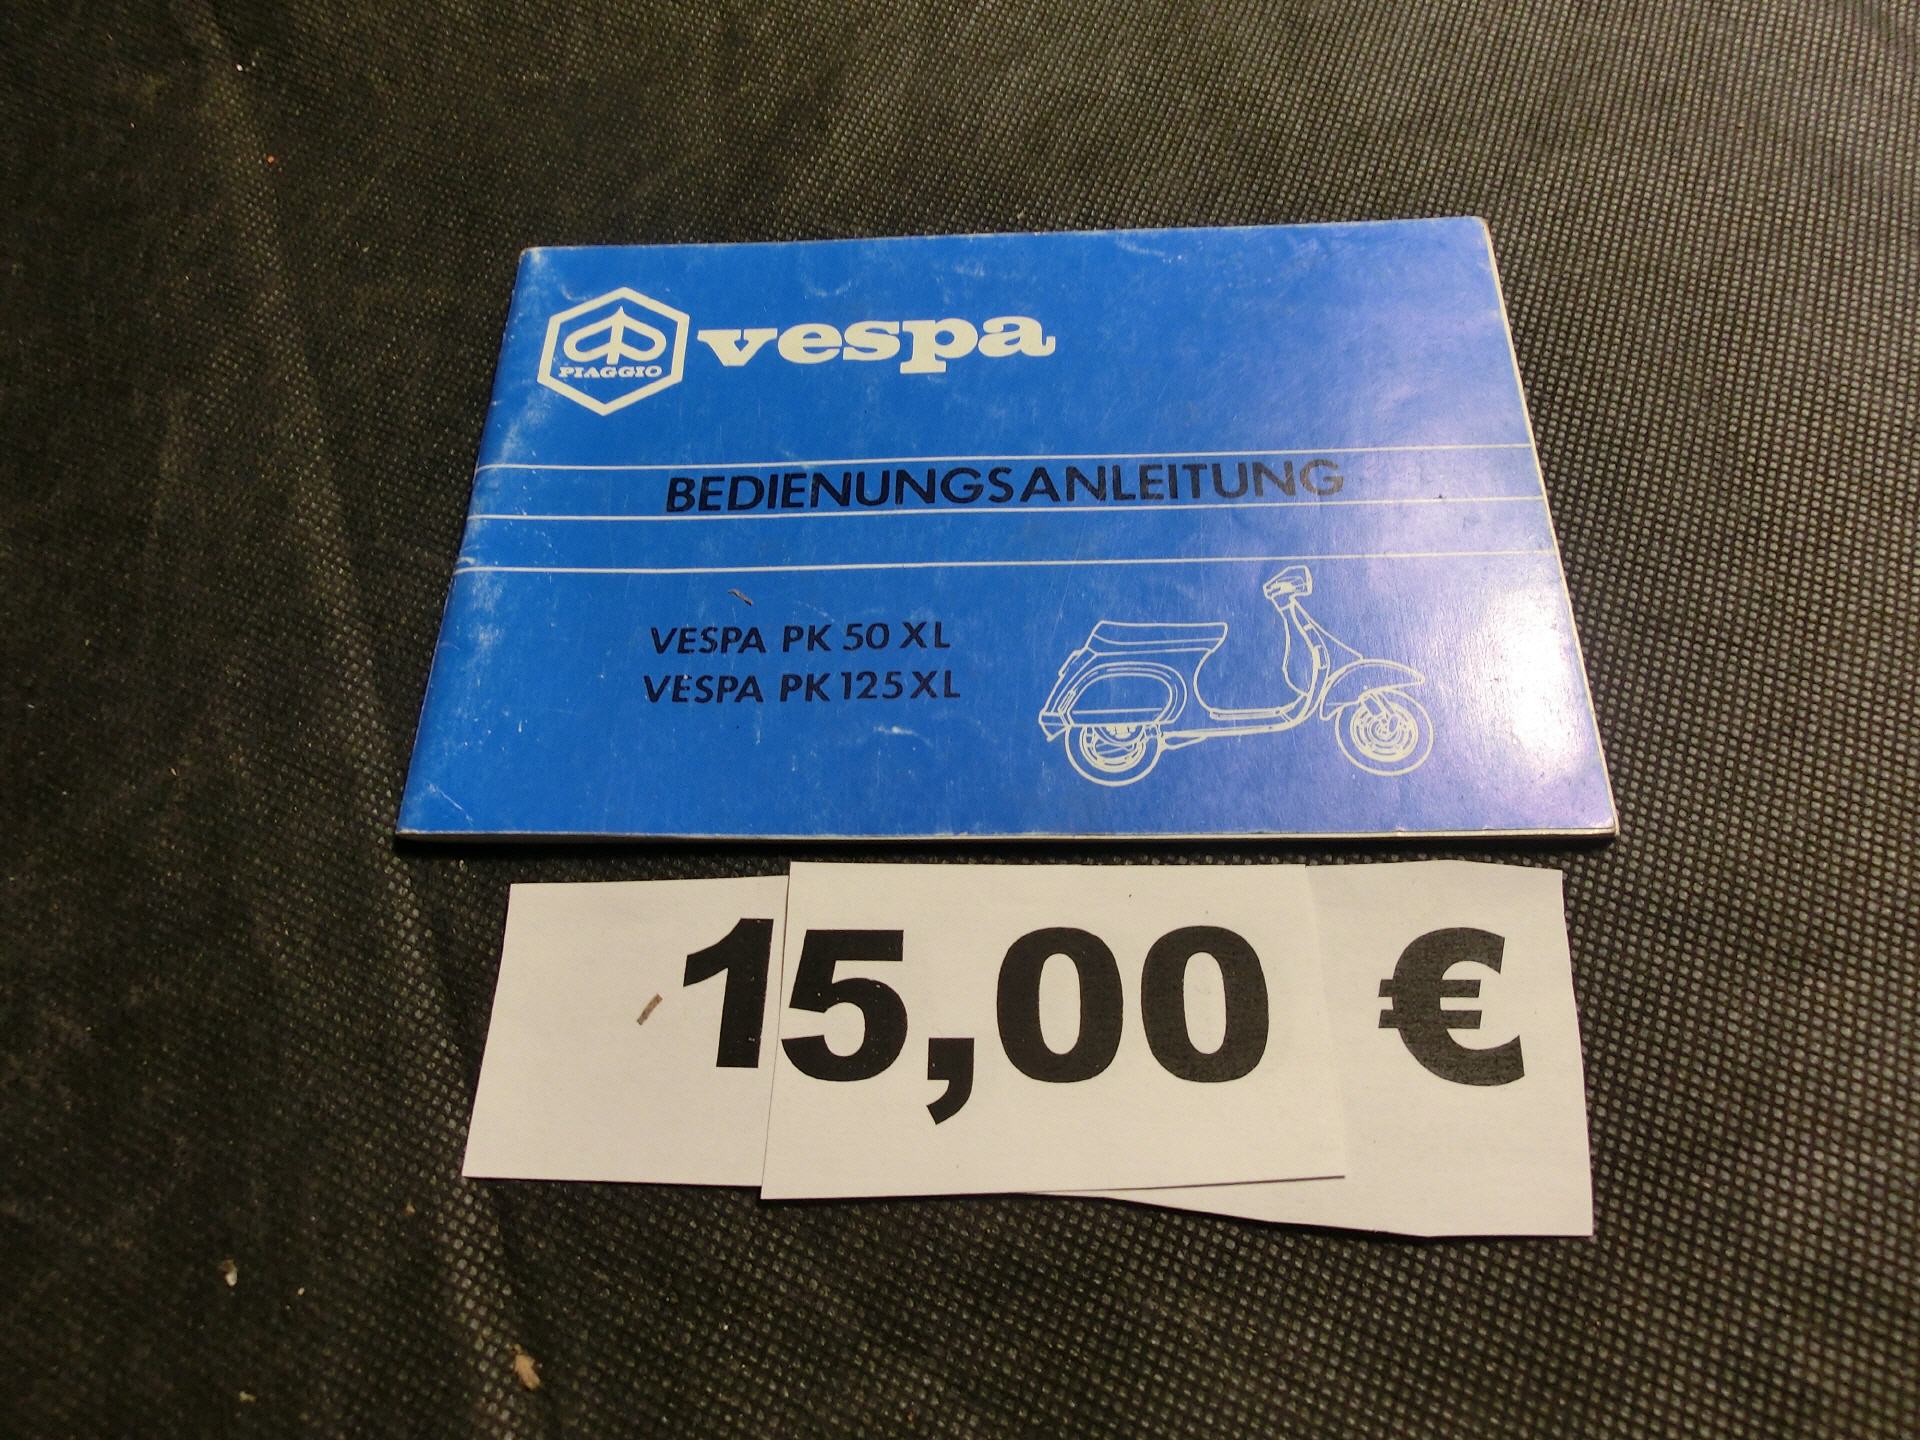 PIAGGIO
vespa
BEDIENUNGSANLEITUNG
VESPA PK 50 XL
VESPA PK 125 XL
15,00 €